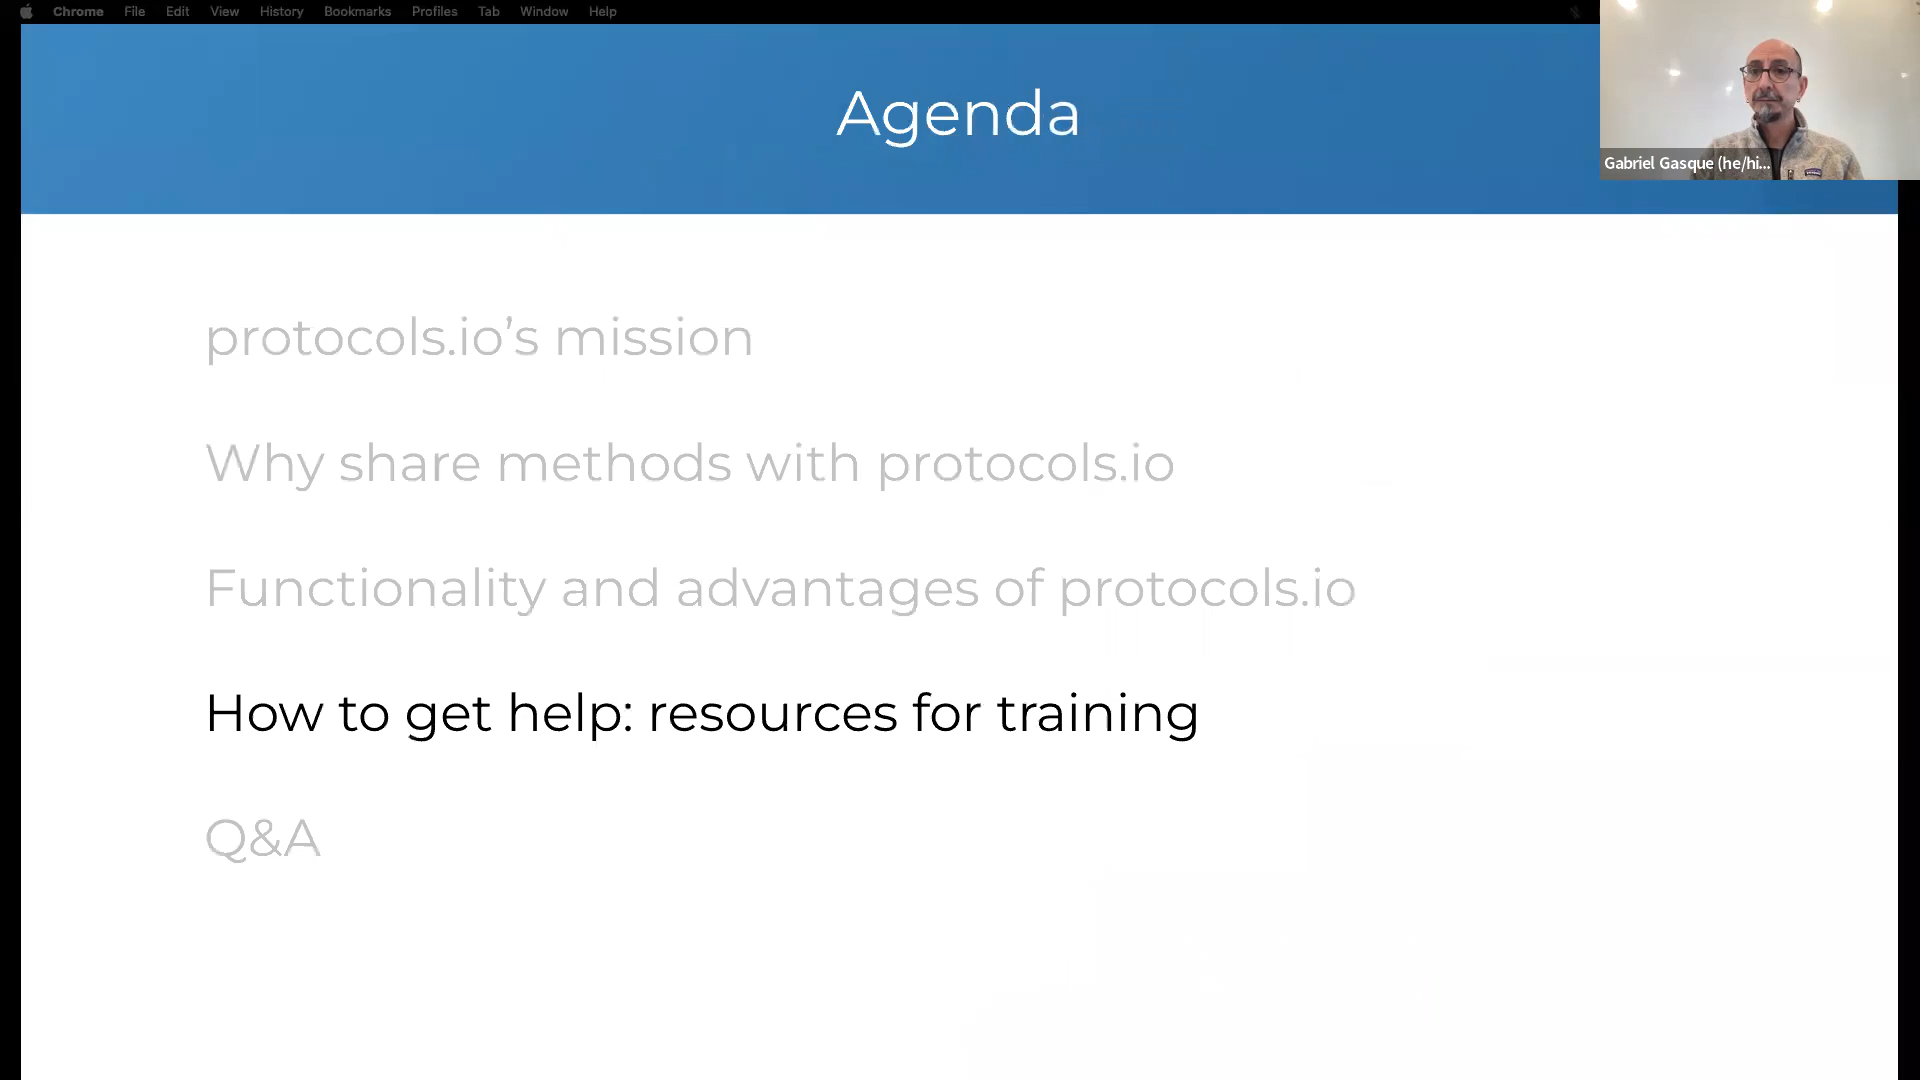 Chrome File Edit View History Bookmarks Profiles Tab Window Help
Agenda
Gabriel Gasque (he/hi...
protocols.io’s mission
Why share methods with protocols.io
Functionality and advantages of protocols.io
How to get help: resources for training
Q&A